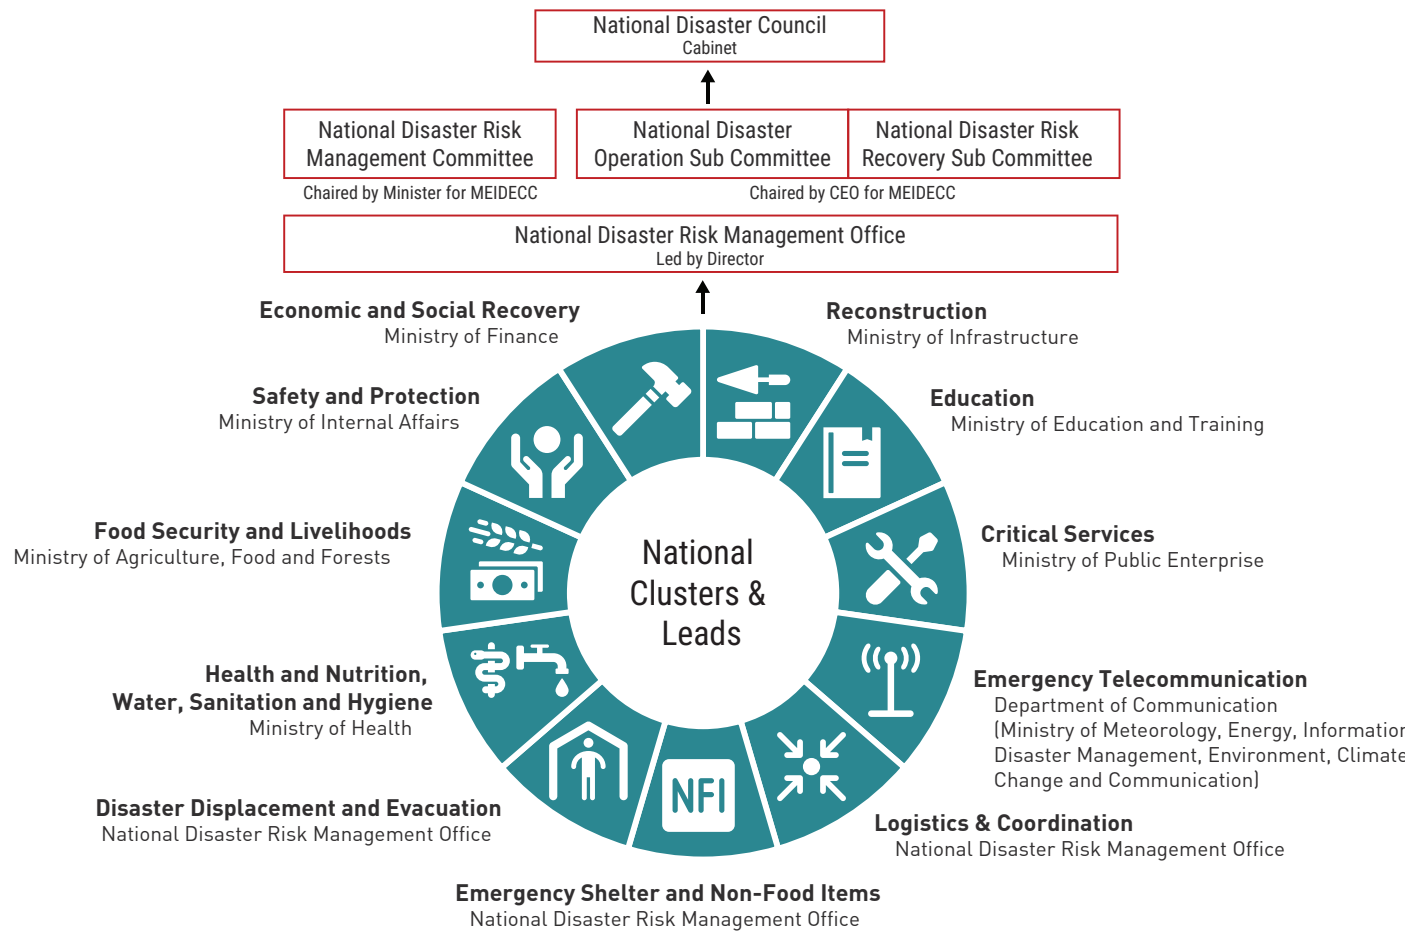 National Disaster Council
Cabinet
National Disaster Risk
Management Committee
National Disaster
Operation Sub Committee
National Disaster Risk
Recovery Sub Committee
Chaired by Minister for MEIDECC
Chaired by CEO for MEIDECC
National Disaster Risk Management Office
Led by Director
Economic and Social Recovery
Ministry of Finance
Reconstruction
Ministry of Infrastructure
Safety and Protection
Ministry of Internal Affairs
Education
Ministry of Education and Training
Food Security and Livelihoods
Ministry of Agriculture, Food and Forests
Critical Services
Ministry of Public Enterprise
National
Clusters &
Leads
Health and Nutrition,
Water, Sanitation and Hygiene
Ministry of Health
Emergency Telecommunication
Department of Communication
(Ministry of Meteorology, Energy, Information
Disaster Management, Environment, Climate
Change and Communication)
Disaster Displacement and Evacuation
National Disaster Risk Management Office
NFI
Logistics & Coordination
National Disaster Risk Management Office
Emergency Shelter and Non-Food Items
National Disaster Risk Management Office